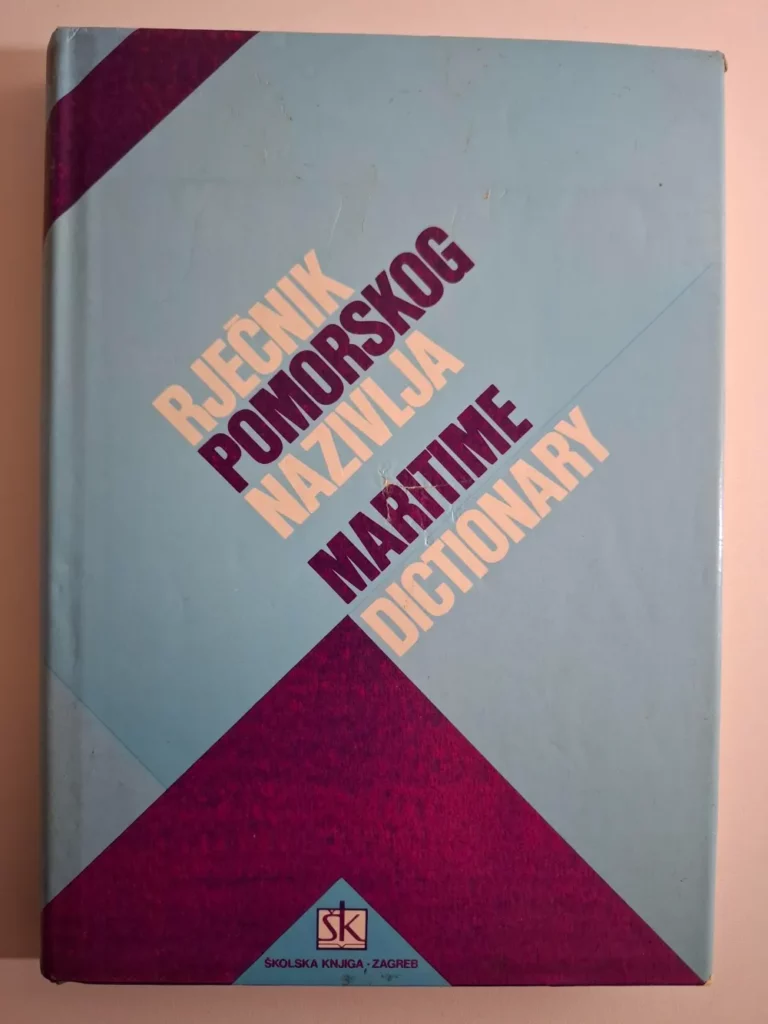 RJEČNIK
POMORSKOG
NAZIVLJA
MARITIME
DICTIONARY
šk
ŠKOLSKA KNJIGA, ZAGREB